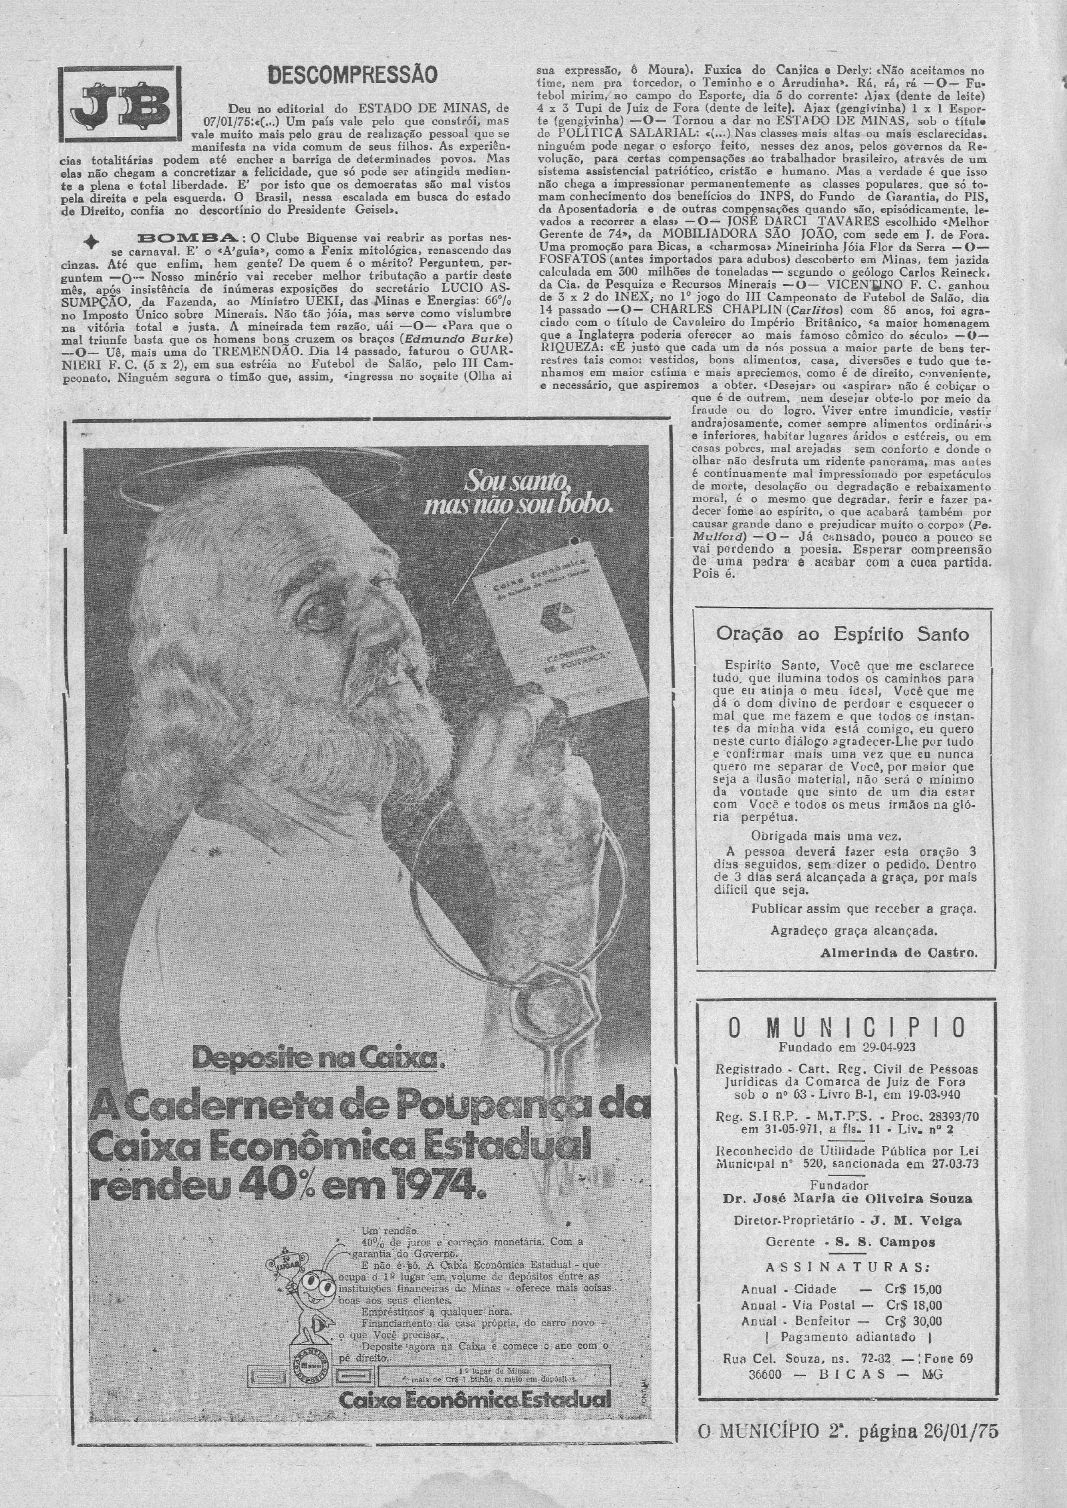 JB
DESCOMPRESSÃO
Deu no editorial do ESTADO DE MINAS, de
07/01/75:«(...) Um país vale pelo que constrói, mas
vale muito mais pelo grau de realização pessoal que se
manifesta na vida comum de seus filhos. As experiên-
cias totalitárias podem até encher a barriga de determinados povos. Mas
elas não chegam a concretizar a felicidade, que só pode ser atingida median-
te a plena e total liberdade. E' por isto que os democratas são mal vistos
pela direita e pela esquerda. O Brasil, nessa escalada em busca do estado
de Direito, confia no descortínio do Presidente Geisel».
BOMBA: O Clube Biquense vai reabrir as portas nes-
se carnaval. E' o «A'guia», como a Fenix mitológica, renascendo das
cinzas. Até que enfim, hem gente? De quem é o mérito? Perguntem, per-
guntem —O— Nosso minério vai receber melhor tributação a partir deste
mês, após insistência de inúmeras exposições do secretário LUCIO AS-
SUMPÇÃO, da Fazenda, ao Ministro UEKI, das Minas e Energias: 66%
no Imposto Único sobre Minerais. Não tão jóia, mas serve como vislumbre
na vitória total e justa. A mineirada tem razão, uái —O— «Para que o
mal triunfe basta que os homens bons cruzem os braços (Edmundo Burke)
—O— Uê, mais uma do TREMENDÃO. Dia 14 passado, faturou o GUAR-
NIERI F. C. (5 x 2), em sua estréia no Futebol de Salão, pelo III Cam-
peonato. Ninguém segura o timão que, assim, «ingressa no soçaite (Olha aí
sua expressão, ô Moura). Fuxica do Canjica e Derly: «Não aceitamos no
time, nem pra torcedor, o Teminho e o Arrudinha». Rá, rá, rá —O— Fu-
tebol mirim, no campo do Esporte, dia 5 do corrente: Ajax (dente de leite)
4 x 3 Tupi de Juiz de Fora (dente de leite). Ajax (gengivinha) 1 x 1 Espor-
te (gengivinha) —O— Tornou a dar no ESTADO DE MINAS, sob o título
de POLÍTICA SALARIAL: «(...) Nas classes mais altas ou mais esclarecidas,
ninguém pode negar o esforço feito, nesses dez anos, pelos governos da Re-
volução, para certas compensações ao trabalhador brasileiro, através de um
sistema assistencial patriótico, cristão e humano. Mas a verdade é que isso
não chega a impressionar permanentemente as classes populares, que só to-
mam conhecimento dos benefícios do INPS, do Fundo de Garantia, do PIS,
da Aposentadoria e de outras compensações quando são, episódicamente, le-
vados a recorrer a elas» —O— JOSÉ DARCI TAVARES escolhido «Melhor
Gerente de 74», da MOBILIADORA SÃO JOÃO, com sede em J. de Fora.
Uma promoção para Bicas, a «charmosa» Mineirinha Jóia Flor da Serra —O—
FOSFATOS (antes importados para adubos) descoberto em Minas, tem jazida
calculada em 300 milhões de toneladas — segundo o geólogo Carlos Reineck,
da Cia. de Pesquiza e Recursos Minerais —O— VICENTINO F. C. ganhou
de 3 x 2 do INEX, no 1º jogo do III Campeonato de Futebol de Salão, dia
14 passado —O— CHARLES CHAPLIN (Carlitos) com 85 anos, foi agra-
ciado com o título de Cavaleiro do Império Britânico, «a maior homenagem
que a Inglaterra poderia oferecer ao mais famoso cômico do século» —O—
RIQUEZA: «É justo que cada um da nós possua a maior parte de bens ter-
restres tais como: vestidos, bons alimentos, casa, diversões e tudo que te-
nhamos em maior estima e mais apreciemos, como é de direito, conveniente,
e necessário, que aspiremos a obter. «Desejar» ou «aspirar» não é cobiçar o
que é de outrem, nem desejar obte-lo por meio da
fraude ou do logro. Viver entre imundicie, vestir
andrajosamente, comer sempre alimentos ordinários
e inferiores, habitar lugares áridos e estéreis, ou em
casas pobres, mal arejadas sem conforto e donde o
olhar não desfruta um ridente panorama, mas antes
é continuamente mal impressionado por espetáculos
de morte, desolação ou degradação e rebaixamento
moral, é o mesmo que degradar, ferir e fazer pa-
decer fome ao espírito, o que acabará também por
causar grande dano e prejudicar muito o corpo» (Pe.
Mulford) —O— Já cansado, pouco a pouco se
vai perdendo a poesia. Esperar compreensão
de uma pedra é acabar com a cuca partida.
Pois é.
Sou santo,
mas não sou bobo.
Caixa Econômica
CADERNETA
DE POUPANÇA
Deposite na Caixa.
A Caderneta de Poupança da
Caixa Econômica Estadual
rendeu 40% em 1974.
Um rendão.
40% de juros e correção monetária. Com a
garantia do Governo.
E não é só. A Caixa Econômica Estadual - que
ocupa o 1º lugar em volume de depósitos entre as
instituições financeiras de Minas - oferece mais coisas
boas aos seus clientes.
Empréstimos a qualquer hora.
Financiamento da casa própria, do carro novo -
o que Você precisar.
Deposite agora na Caixa e comece o ano com o
pé direito.
1º lugar de Minas
mais de Cr$ 1 bilhão e meio em depósitos.
Caixa Econômica Estadual
Oração ao Espírito Santo
Espírito Santo, Você que me esclarece
tudo, que ilumina todos os caminhos para
que eu atinja o meu ideal, Você que me
dá o dom divino de perdoar e esquecer o
mal que me fazem e que todos os instan-
tes da minha vida está comigo, eu quero
neste curto diálogo agradecer-Lhe por tudo
e confirmar mais uma vez que eu nunca
quero me separar de Você, por maior que
seja a ilusão material, não será o mínimo
da vontade que sinto de um dia estar
com Você e todos os meus irmãos na gló-
ria perpétua.
Obrigada mais uma vez.
A pessoa deverá fazer esta oração 3
dias seguidos, sem dizer o pedido. Dentro
de 3 dias será alcançada a graça, por mais
difícil que seja.
Publicar assim que receber a graça.
Agradeço graça alcançada.
Almerinda de Castro.
O MUNICIPIO
Fundado em 29-04-923
Registrado - Cart. Reg. Civil de Pessoas
Jurídicas da Comarca de Juiz de Fora
sob o nº 63 - Livro B-1, em 19-03-940
Reg. S.I R.P. - M.T.P.S. - Proc. 28393/70
em 31-05-971, a fls. 11 - Liv. nº 2
Reconhecido de Utilidade Pública por Lei
Municipal nº 520, sancionada em 27-03-73
Fundador
Dr. José Maria de Oliveira Souza
Diretor-Proprietário - J. M. Veiga
Gerente - S. S. Campos
ASSINATURAS:
Anual - Cidade — Cr$ 15,00
Anual - Via Postal — Cr$ 18,00
Anual - Benfeitor — Cr$ 30,00
| Pagamento adiantado |
Rua Cel. Souza, ns. 72-82 — Fone 69
36600 — BICAS — MG
O MUNICÍPIO 2ª. página 26/01/75